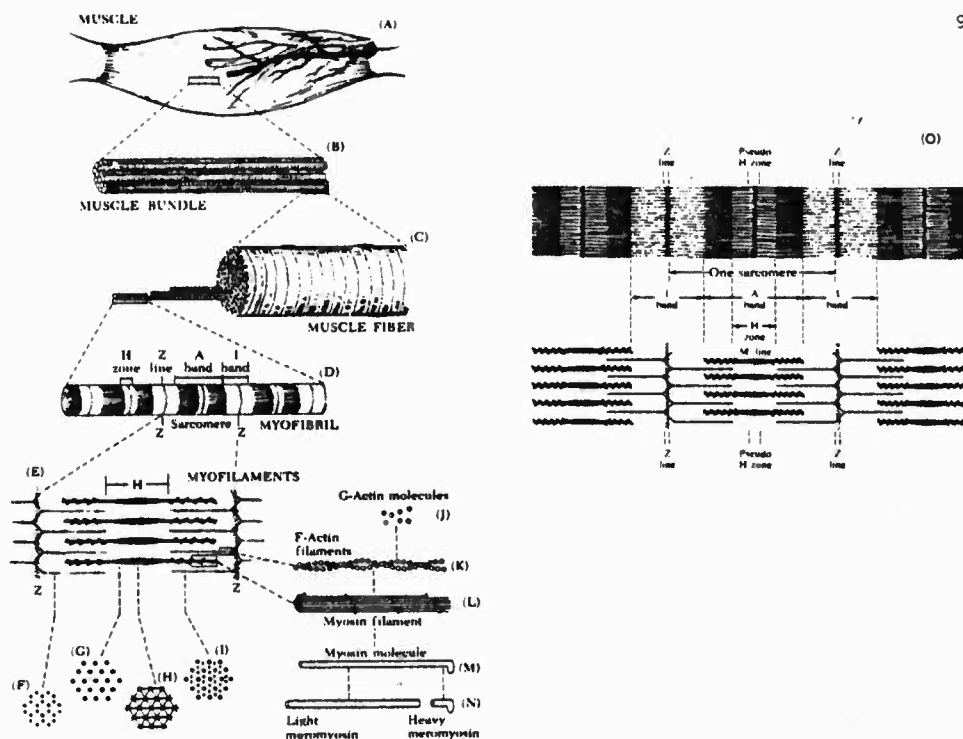 MUSCLE
(A)
(B)
MUSCLE BUNDLE
(C)
MUSCLE FIBER
H zone
Z line
A band
I band
(D)
Sarcomere
MYOFIBRIL
Z
Z
(E)
MYOFILAMENTS
H
Z
Z
(F)
(G)
(H)
(I)
G-Actin molecules
(J)
F-Actin
filaments
(K)
(L)
Myosin filament
Myosin molecule
(M)
(N)
Light
meromyosin
Heavy
meromyosin
9
(O)
Z line
Pseudo
H zone
Z line
One sarcomere
I band
A band
I band
H zone
M line
Z line
Pseudo
H zone
Z line